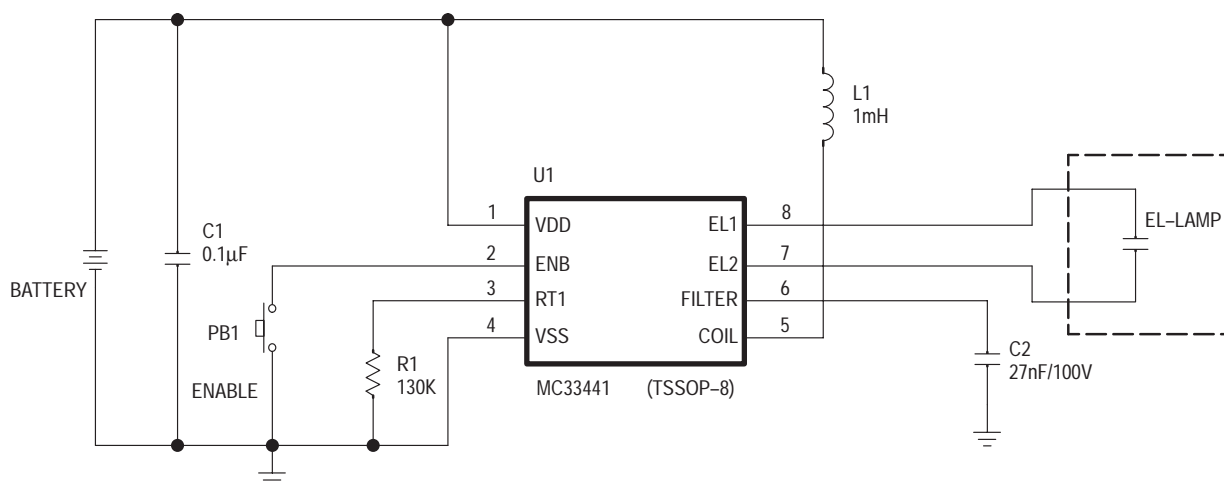 L1
1mH
U1
1
VDD
EL1
8
EL–LAMP
C1
0.1µF
2
ENB
EL2
7
BATTERY
3
RT1
FILTER
6
PB1
4
VSS
COIL
5
R1
130K
C2
27nF/100V
ENABLE
MC33441
(TSSOP–8)